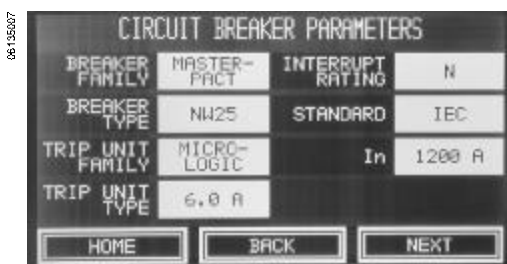 06135207
CIRCUIT BREAKER PARAMETERS
BREAKER FAMILY
MASTER-PACT
INTERRUPT RATING
N
BREAKER TYPE
NW25
STANDARD
IEC
TRIP UNIT FAMILY
MICRO-LOGIC
In
1200 A
TRIP UNIT TYPE
6.0 A
HOME
BACK
NEXT